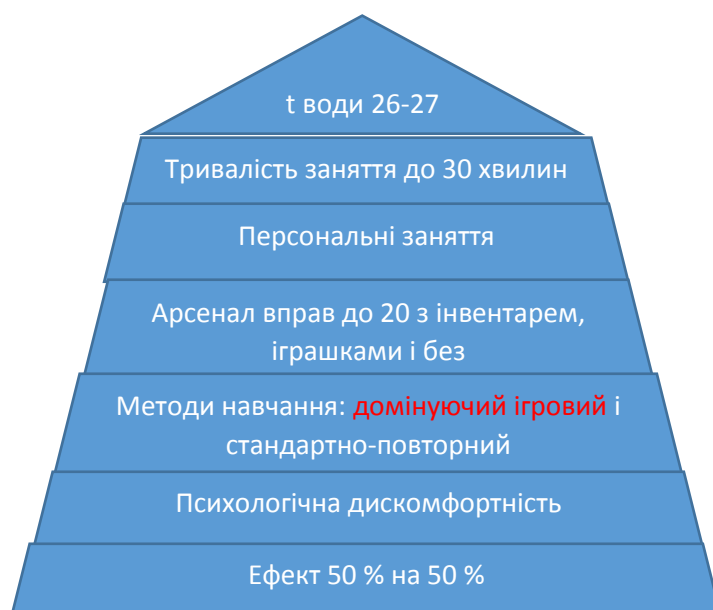 t води 26-27
Тривалість заняття до 30 хвилин
Персональні заняття
Арсенал вправ до 20 з інвентарем,
іграшками і без
Методи навчання: домінуючий ігровий і
стандартно-повторний
Психологічна дискомфортність
Ефект 50 % на 50 %